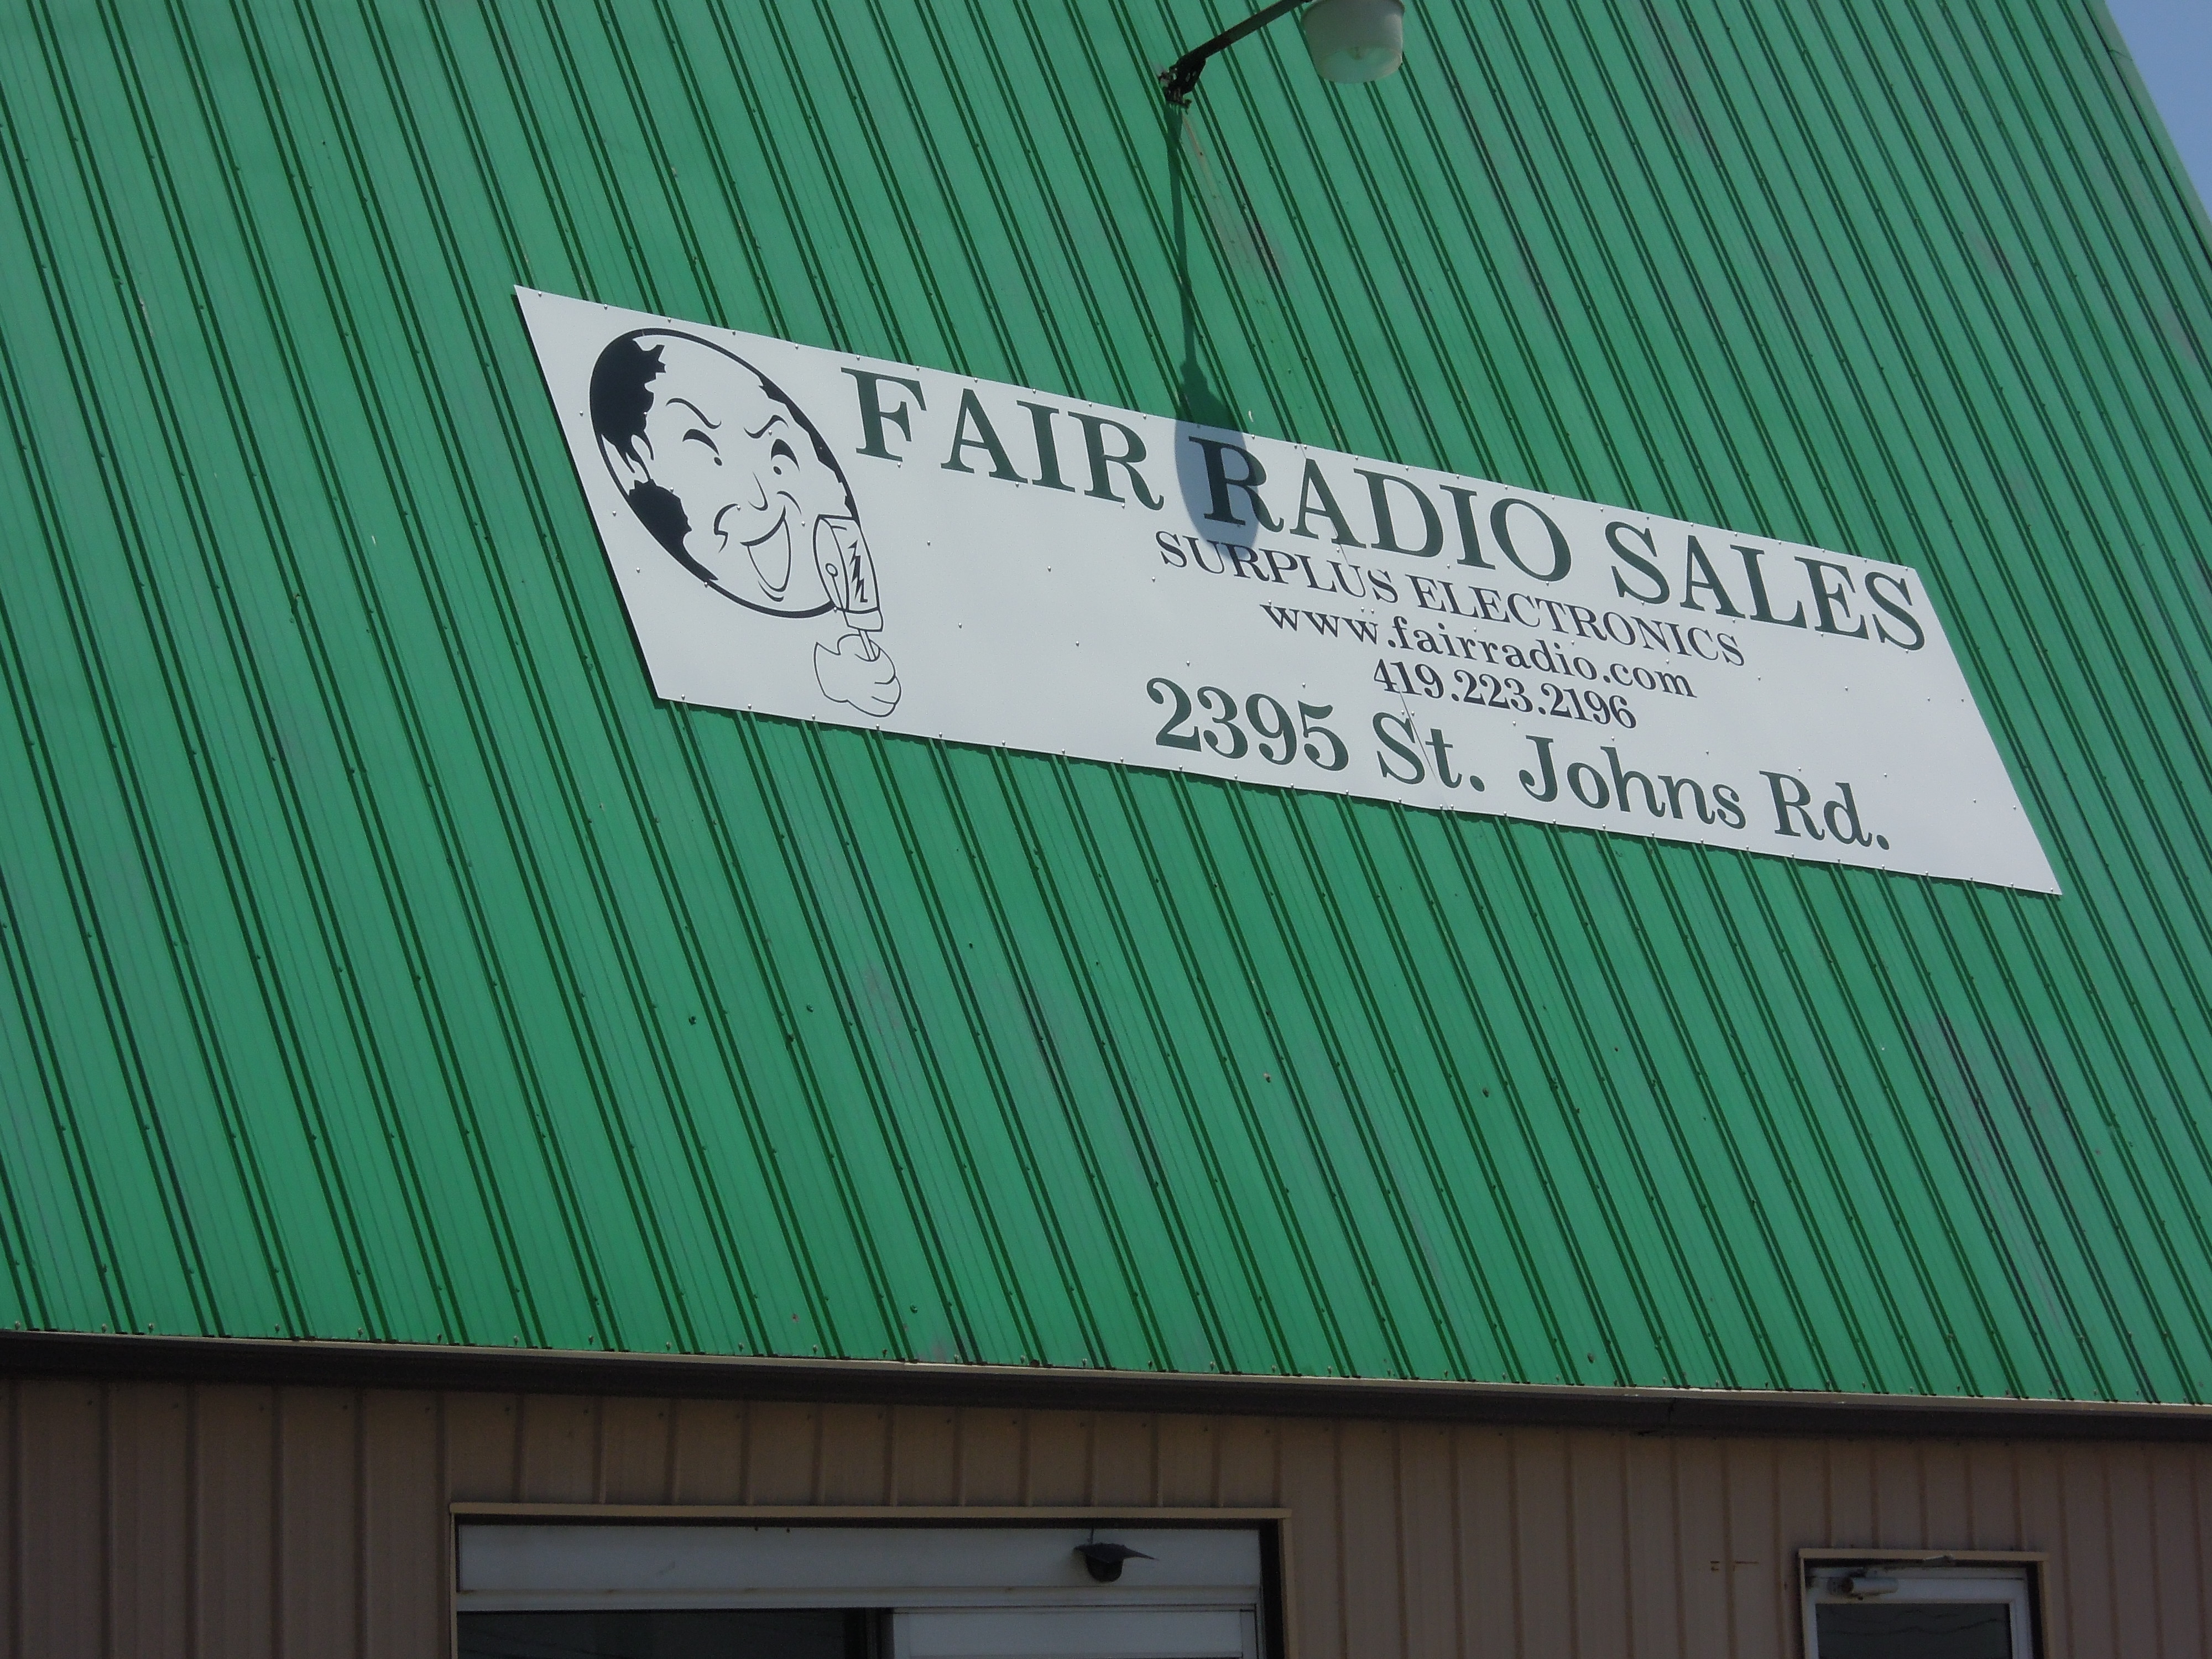 FAIR RADIO SALES
SURPLUS ELECTRONICS
www.fairradio.com
419.223.2196
2395 St. Johns Rd.